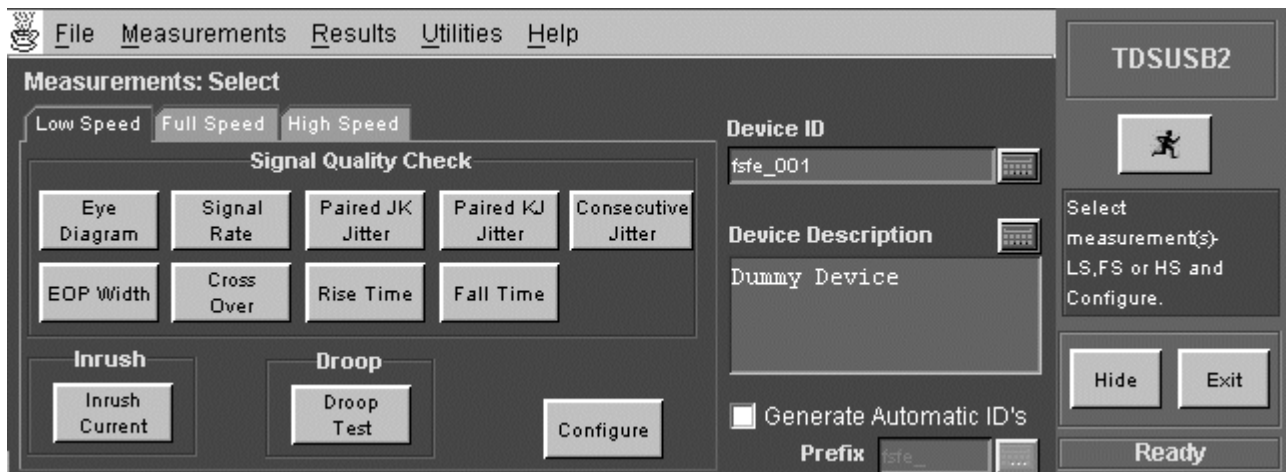 File Measurements Results Utilities Help
TDSUSB2
Measurements: Select
Low Speed Full Speed High Speed
Signal Quality Check
Eye Diagram
Signal Rate
Paired JK Jitter
Paired KJ Jitter
Consecutive Jitter
EOP Width
Cross Over
Rise Time
Fall Time
Inrush
Inrush Current
Droop
Droop Test
Configure
Device ID
fsfe_001
Device Description
Dummy Device
Generate Automatic ID's
Prefix fsfe_
Select
measurement(s)-
LS,FS or HS and
Configure.
Hide Exit
Ready